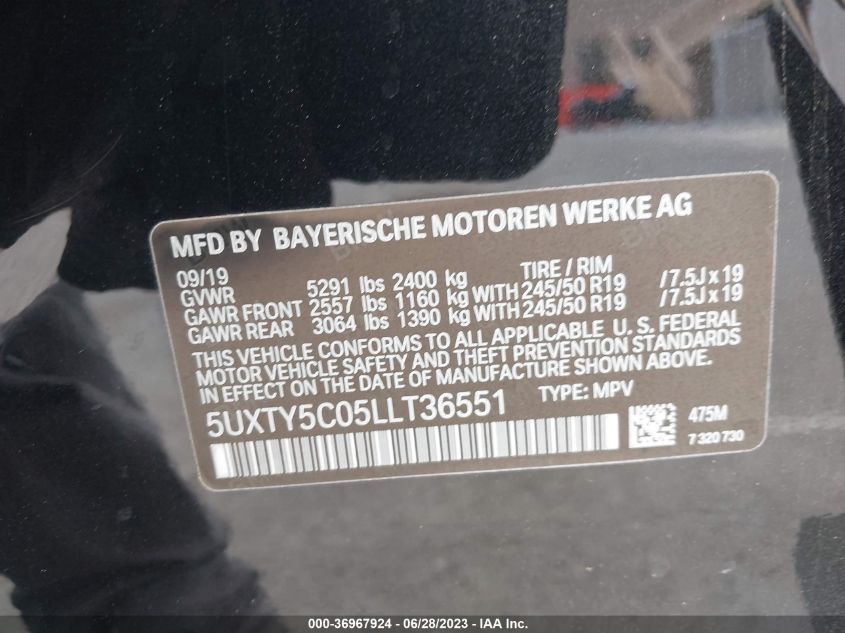 MFD BY BAYERISCHE MOTOREN WERKE AG
09/19 TIRE / RIM
GVWR 5291 lbs 2400 kg
GAWR FRONT 2557 lbs 1160 kg WITH 245/50 R19 / 7.5J x 19
GAWR REAR 3064 lbs 1390 kg WITH 245/50 R19 / 7.5J x 19
THIS VEHICLE CONFORMS TO ALL APPLICABLE U. S. FEDERAL
MOTOR VEHICLE SAFETY AND THEFT PREVENTION STANDARDS
IN EFFECT ON THE DATE OF MANUFACTURE SHOWN ABOVE.
5UXTY5C05LLT36551 TYPE: MPV
475M
7 320 730
000-36967924 - 06/28/2023 - IAA Inc.